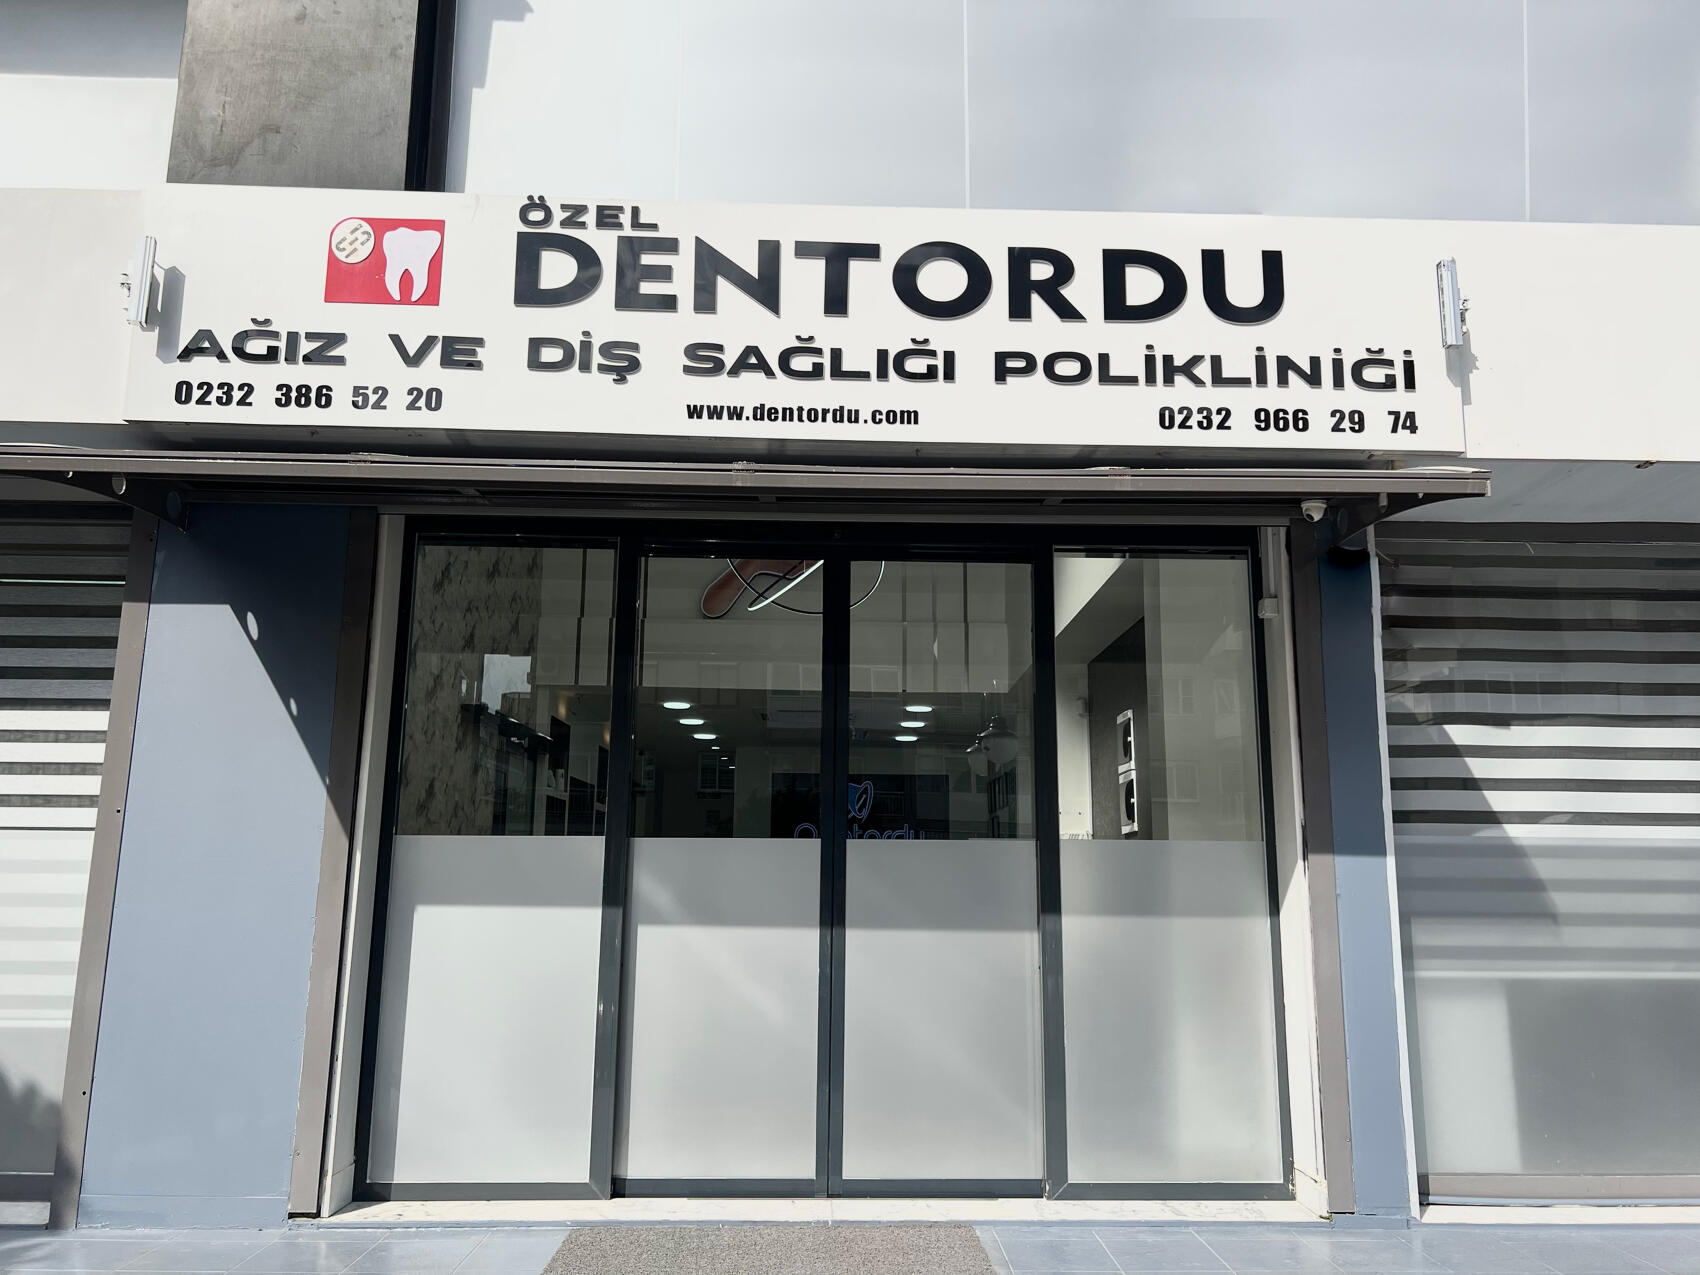 ÖZEL
DENTORDU
AĞIZ VE DİŞ SAĞLIĞI POLİKLİNİĞİ
0232 386 52 20
www.dentordu.com
0232 966 29 74